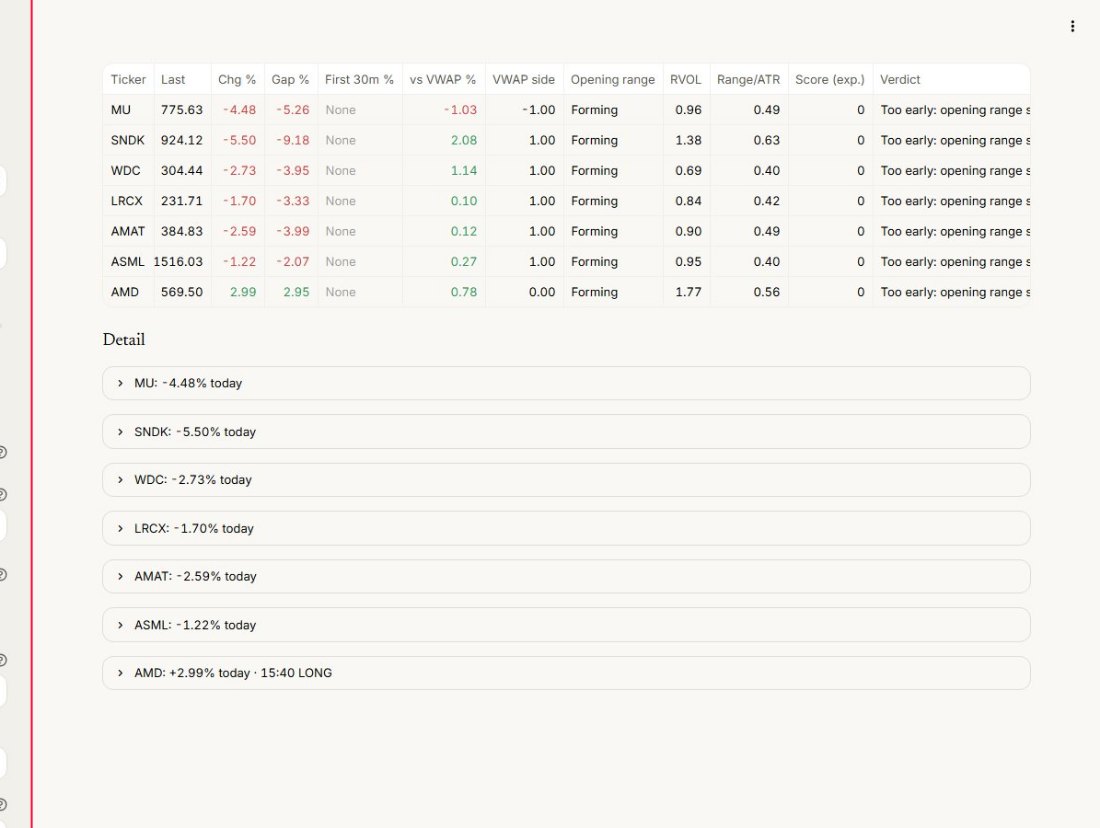 Ticker Last Chg % Gap % First 30m % vs VWAP % VWAP side Opening range RVOL Range/ATR Score (exp.) Verdict
MU 775.63 -4.48 -5.26 None -1.03 -1.00 Forming 0.96 0.49 0 Too early: opening range s
SNDK 924.12 -5.50 -9.18 None 2.08 1.00 Forming 1.38 0.63 0 Too early: opening range s
WDC 304.44 -2.73 -3.95 None 1.14 1.00 Forming 0.69 0.40 0 Too early: opening range s
LRCX 231.71 -1.70 -3.33 None 0.10 1.00 Forming 0.84 0.42 0 Too early: opening range s
AMAT 384.83 -2.59 -3.99 None 0.12 1.00 Forming 0.90 0.49 0 Too early: opening range s
ASML 1516.03 -1.22 -2.07 None 0.27 1.00 Forming 0.95 0.40 0 Too early: opening range s
AMD 569.50 2.99 2.95 None 0.78 0.00 Forming 1.77 0.56 0 Too early: opening range s
Detail
MU: -4.48% today
SNDK: -5.50% today
WDC: -2.73% today
LRCX: -1.70% today
AMAT: -2.59% today
ASML: -1.22% today
AMD: +2.99% today · 15:40 LONG